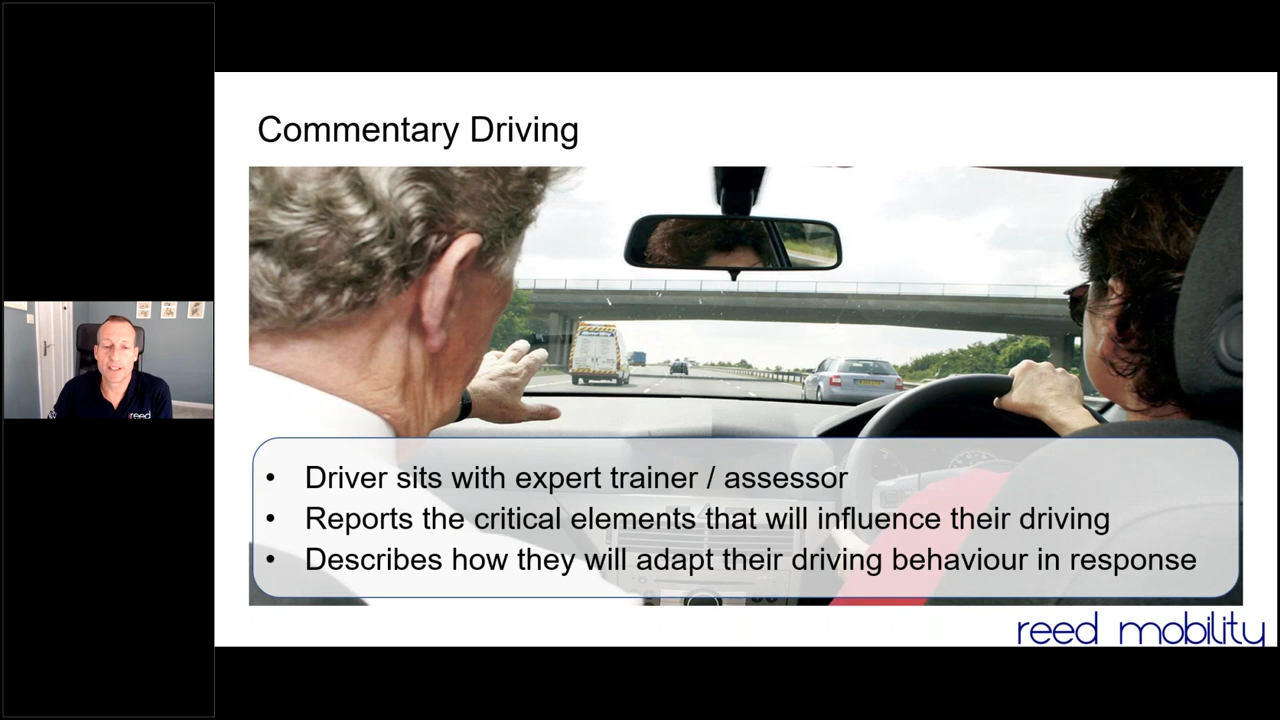 Commentary Driving
• Driver sits with expert trainer / assessor
• Reports the critical elements that will influence their driving
• Describes how they will adapt their driving behaviour in response
reed mobility
reed